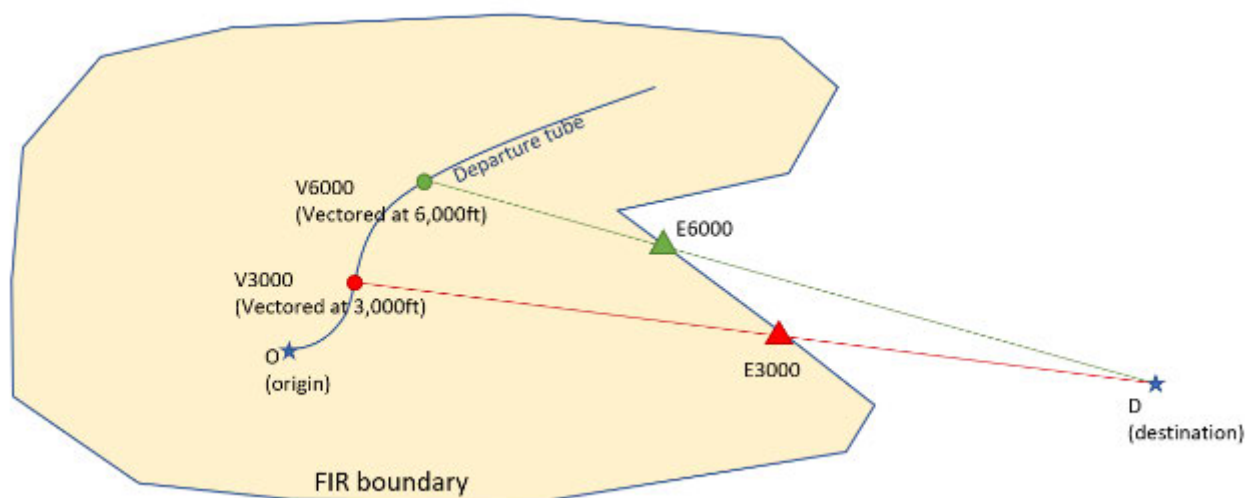 Departure tube
V6000
(Vectored at 6,000ft)
E6000
V3000
(Vectored at 3,000ft)
O
(origin)
E3000
D
(destination)
FIR boundary